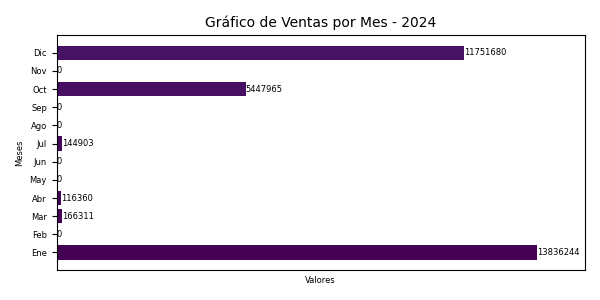 Gráfico de Ventas por Mes - 2024
Meses
Dic 11751680
Nov 0
Oct 5447965
Sep 0
Ago 0
Jul 144903
Jun 0
May 0
Abr 116360
Mar 166311
Feb 0
Ene 13836244
Valores